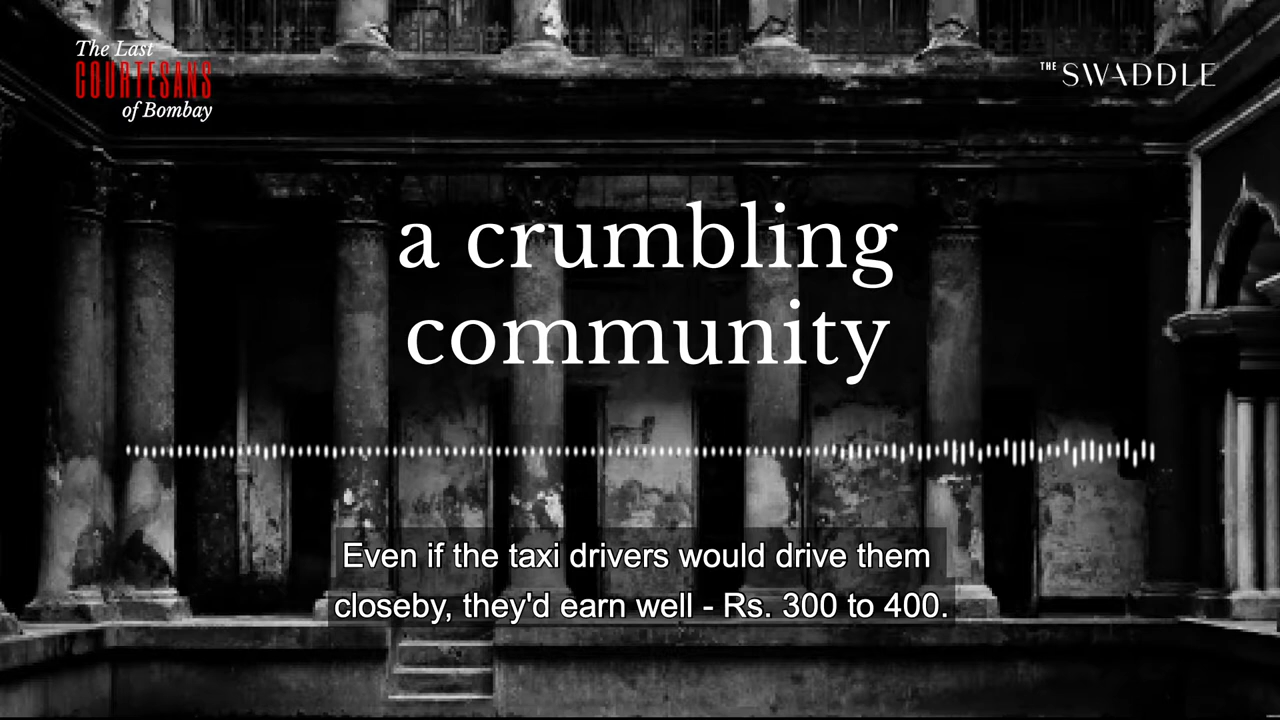 The Last
COURTESANS
of Bombay
THE SWADDLE
a crumbling
community
Even if the taxi drivers would drive them
closeby, they'd earn well - Rs. 300 to 400.